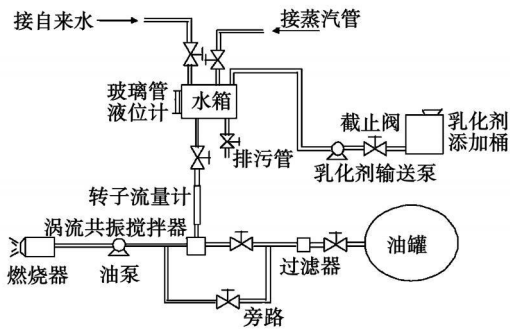 接自来水
接蒸汽管
玻璃管
液位计
水箱
截止阀
乳化剂
添加桶
排污管
乳化剂输送泵
转子流量计
涡流共振搅拌器
燃烧器
油泵
过滤器
油罐
旁路